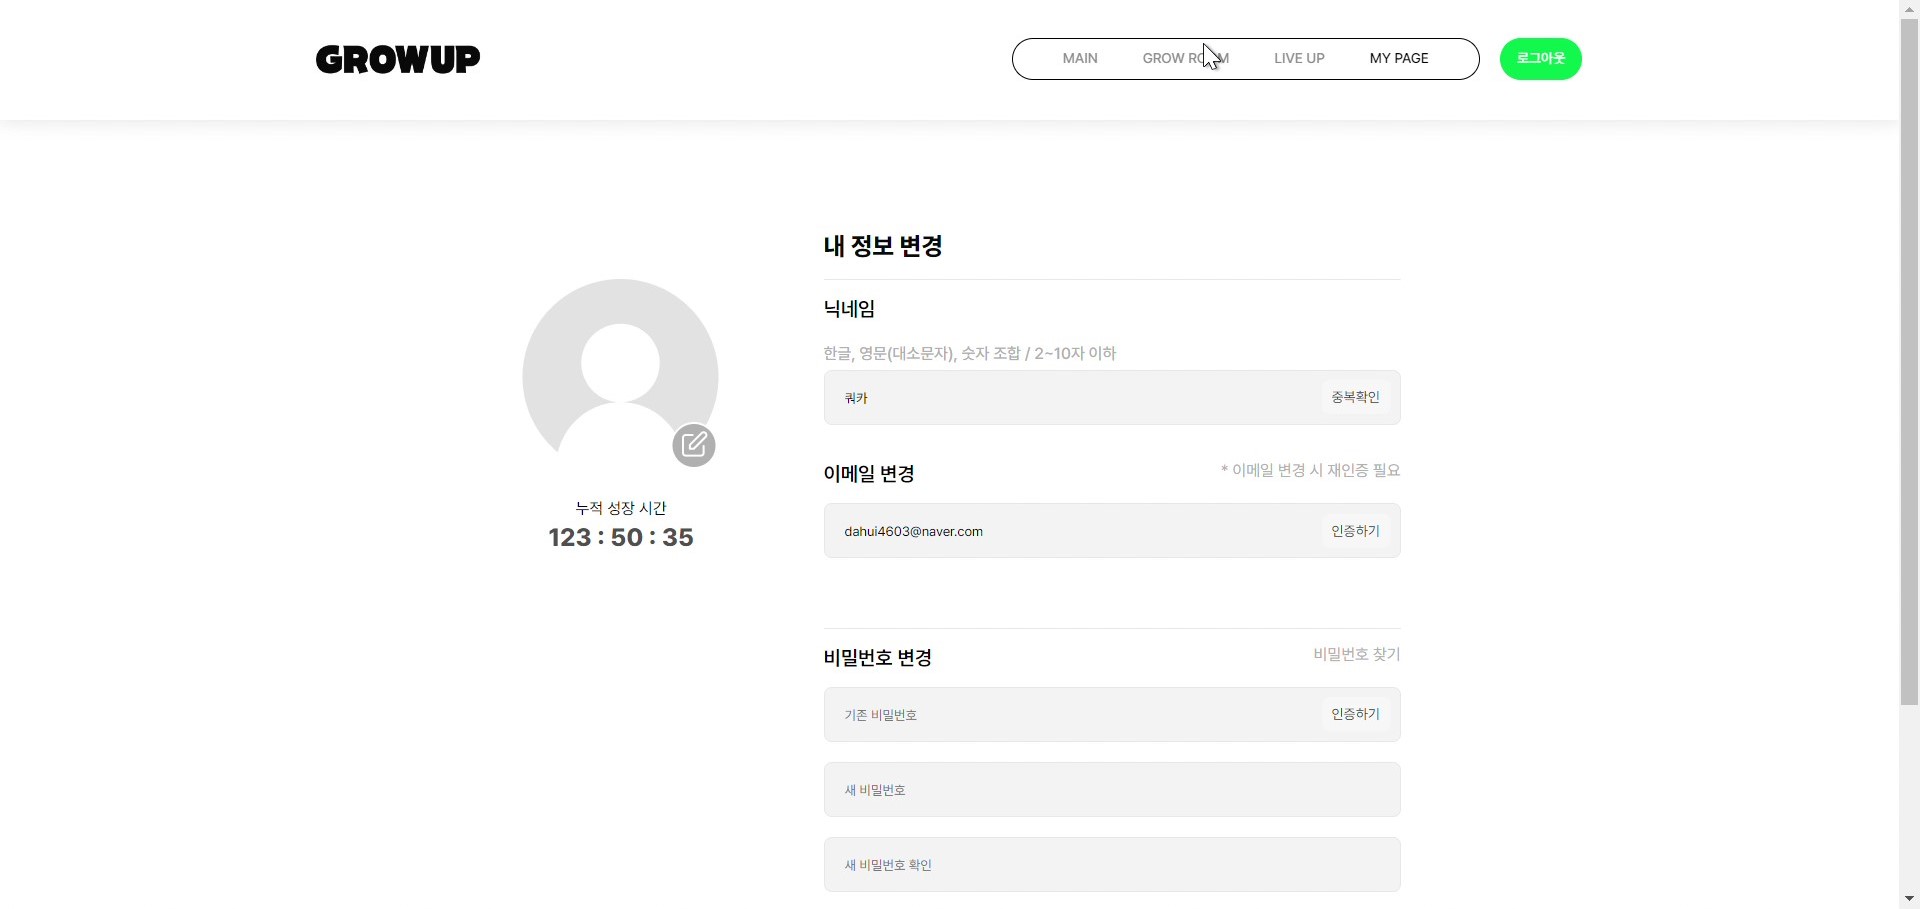 GROWUP
MAIN GROW ROOM LIVE UP MY PAGE 로그아웃
내 정보 변경
닉네임
한글, 영문(대소문자), 숫자 조합 / 2~10자 이하
쿼카 중복확인
이메일 변경 * 이메일 변경 시 재인증 필요
dahui4603@naver.com 인증하기
누적 성장 시간
123 : 50 : 35
비밀번호 변경 비밀번호 찾기
기존 비밀번호 인증하기
새 비밀번호
새 비밀번호 확인